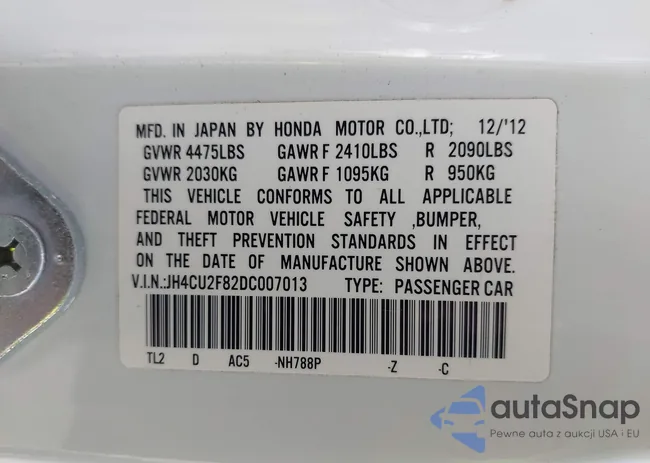 MFD. IN JAPAN BY HONDA MOTOR CO.,LTD; 12/'12
GVWR 4475LBS GAWR F 2410LBS R 2090LBS
GVWR 2030KG GAWR F 1095KG R 950KG
THIS VEHICLE CONFORMS TO ALL APPLICABLE
FEDERAL MOTOR VEHICLE SAFETY ,BUMPER,
AND THEFT PREVENTION STANDARDS IN EFFECT
ON THE DATE OF MANUFACTURE SHOWN ABOVE.
V.I.N.:JH4CU2F82DC007013 TYPE: PASSENGER CAR
TL2 D AC5 -NH788P -Z -C
autaSnap
Pewne auta z aukcji USA i EU